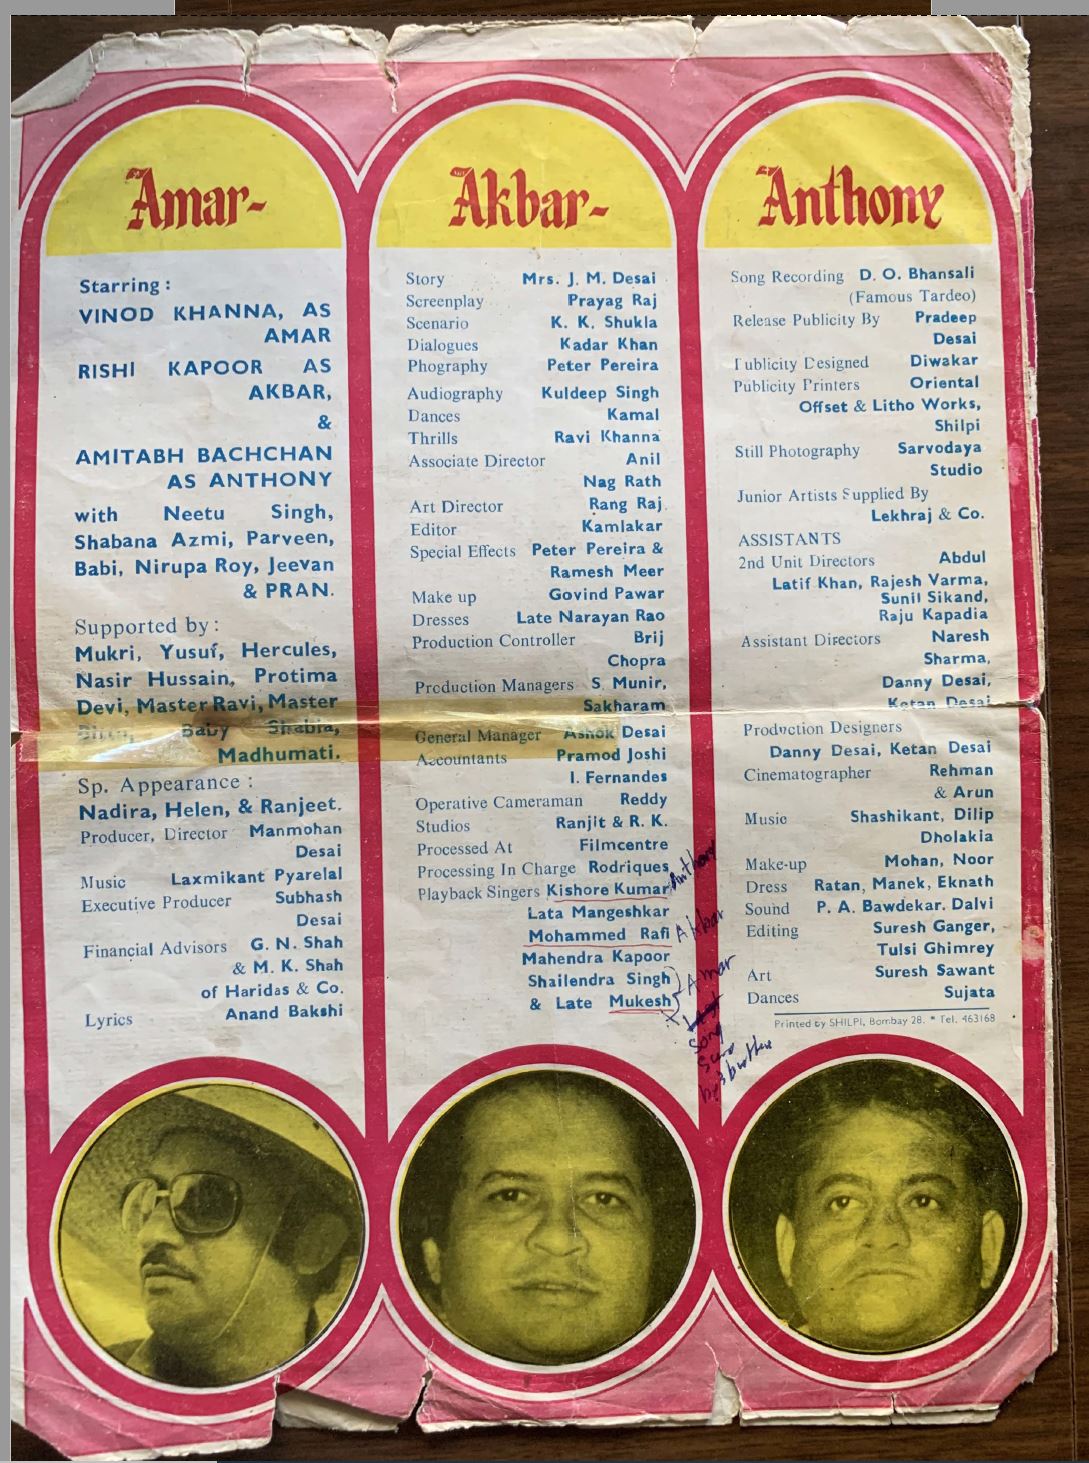 Amar-
Starring :
VINOD KHANNA, AS
AMAR
RISHI KAPOOR AS
AKBAR,
&
AMITABH BACHCHAN
AS ANTHONY
with Neetu Singh,
Shabana Azmi, Parveen,
Babi, Nirupa Roy, Jeevan
& PRAN.
Supported by :
Mukri, Yusuf, Hercules,
Nasir Hussain, Protima
Devi, Master Ravi, Master
Baby Shabia,
Madhumati.
Sp. Appearance :
Nadira, Helen, & Ranjeet.
Producer, Director Manmohan
Desai
Music Laxmikant Pyarelal
Executive Producer Subhash
Desai
Financial Advisors G. N. Shah
& M. K. Shah
of Haridas & Co.
Lyrics Anand Bakshi
Akbar-
Story Mrs. J. M. Desai
Screenplay Prayag Raj
Scenario K. K. Shukla
Dialogues Kadar Khan
Phography Peter Pereira
Audiography Kuldeep Singh
Dances Kamal
Thrills Ravi Khanna
Associate Director Anil
Nag Rath
Art Director Rang Raj
Editor Kamlakar
Special Effects Peter Pereira &
Ramesh Meer
Make up Govind Pawar
Dresses Late Narayan Rao
Production Controller Brij
Chopra
Production Managers S. Munir,
Sakharam
General Manager Ashok Desai
Accountants Pramod Joshi
I. Fernandes
Operative Cameraman Reddy
Studios Ranjit & R. K.
Processed At Filmcentre
Processing In Charge Rodriques
Playback Singers Kishore Kumar Anthony
Lata Mangeshkar
Mohammed Rafi Akbar
Mahendra Kapoor
Shailendra Singh Amar
& Late Mukesh
Song
brothers
Anthony
Song Recording D. O. Bhansali
(Famous Tardeo)
Release Publicity By Pradeep
Desai
Publicity Designed Diwakar
Publicity Printers Oriental
Offset & Litho Works,
Shilpi
Still Photography Sarvodaya
Studio
Junior Artists Supplied By
Lekhraj & Co.
ASSISTANTS
2nd Unit Directors Abdul
Latif Khan, Rajesh Varma,
Sunil Sikand,
Raju Kapadia
Assistant Directors Naresh
Sharma,
Danny Desai,
Ketan Desai
Production Designers
Danny Desai, Ketan Desai
Cinematographer Rehman
& Arun
Music Shashikant, Dilip
Dholakia
Make-up Mohan, Noor
Dress Ratan, Manek, Eknath
Sound P. A. Bawdekar. Dalvi
Editing Suresh Ganger,
Tulsi Ghimrey
Art Suresh Sawant
Dances Sujata
Printed by SHILPI, Bombay 28. * Tel. 463168